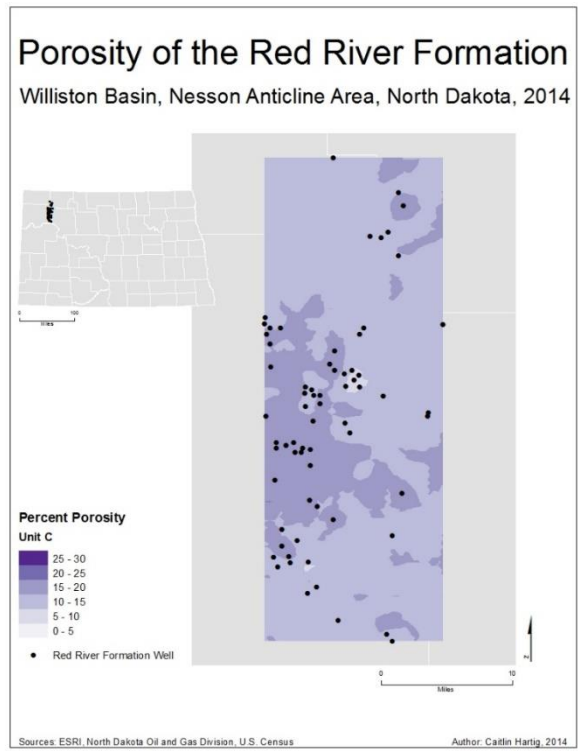 Porosity of the Red River Formation
Williston Basin, Nesson Anticline Area, North Dakota, 2014
0 100
Miles
Percent Porosity
Unit C
25 - 30
20 - 25
15 - 20
10 - 15
5 - 10
0 - 5
Red River Formation Well
N
0 10
Miles
Sources: ESRI, North Dakota Oil and Gas Division, U.S. Census
Author: Caitlin Hartig, 2014